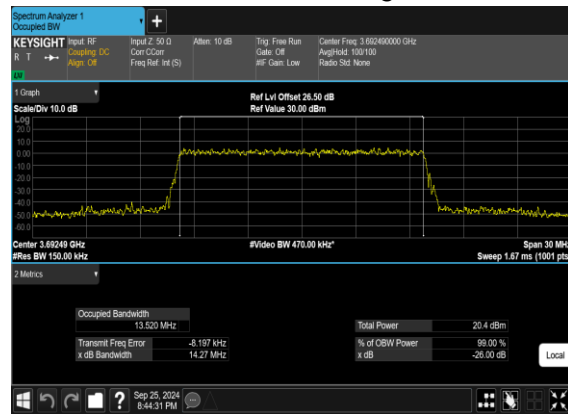 Spectrum Analyzer 1
Occupied BW
+
KEYSIGHT Input: RF Input Z: 50 Ω Atten: 10 dB Trig: Free Run Center Freq: 3.692490000 GHz
R T Coupling: DC Corr CCorr Gate: Off Avg|Hold: 100/100
Align: Off Freq Ref: Int (S) #IF Gain: Low Radio Std: None
LW
1 Graph Ref Lvl Offset 26.50 dB
Scale/Div 10.0 dB Ref Value 30.00 dBm
Log
20.0
10.0
0.00
-10.0
-20.0
-30.0
-40.0
-50.0
-60.0
Center 3.69249 GHz #Video BW 470.00 kHz* Span 30 MHz
#Res BW 150.00 kHz Sweep 1.67 ms (1001 pts
2 Metrics
Occupied Bandwidth
13.520 MHz Total Power 20.4 dBm
Transmit Freq Error -8.197 kHz % of OBW Power 99.00 %
x dB Bandwidth 14.27 MHz x dB -26.00 dB
Local
? Sep 25, 2024
8:44:31 PM